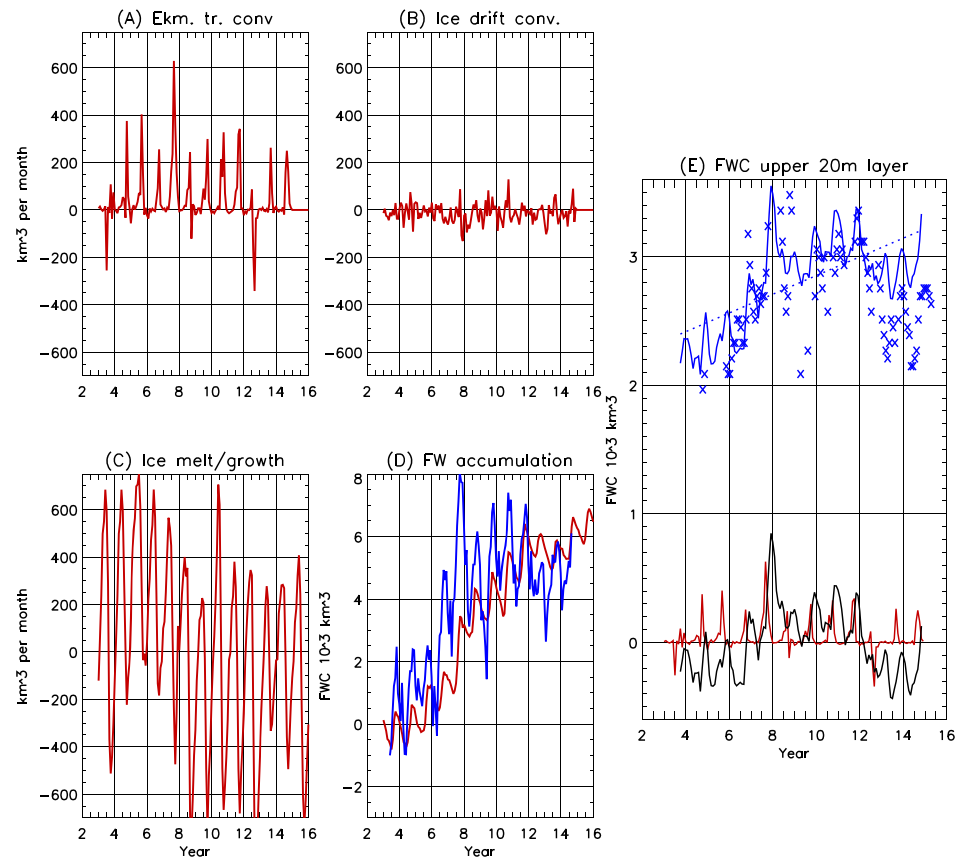 (A) Ekm. tr. conv
km^3 per month
600
400
200
0
−200
−400
−600
2 4 6 8 10 12 14 16
(B) Ice drift conv.
600
400
200
0
−200
−400
−600
2 4 6 8 10 12 14 16
(C) Ice melt/growth
km^3 per month
600
400
200
0
−200
−400
−600
2 4 6 8 10 12 14 16
Year
(D) FW accumulation
FWC 10^3 km^3
8
6
4
2
0
−2
2 4 6 8 10 12 14 16
Year
(E) FWC upper 20m layer
FWC 10^3 km^3
3
2
1
0
2 4 6 8 10 12 14 16
Year